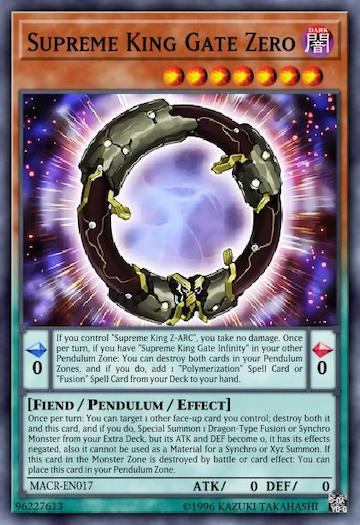 Supreme King Gate Zero
DARK
闇
If you control "Supreme King Z-ARC", you take no damage. Once
per turn, if you have "Supreme King Gate Infinity" in your other
Pendulum Zone: You can destroy both cards in your Pendulum
Zones, and if you do, add 1 "Polymerization" Spell Card or
"Fusion" Spell Card from your Deck to your hand.
0
0
[Fiend / Pendulum / Effect]
Once per turn: You can target 1 other face-up card you control; destroy both it
and this card, and if you do, Special Summon 1 Dragon-Type Fusion or Synchro
Monster from your Extra Deck, but its ATK and DEF become 0, it has its effects
negated, also it cannot be used as a Material for a Synchro or Xyz Summon. If
this card in the Monster Zone is destroyed by battle or card effect: You can
place this card in your Pendulum Zone.
MACR-EN017 ATK/ 0 DEF/ 0
96227613 ©1996 KAZUKI TAKAHASHI